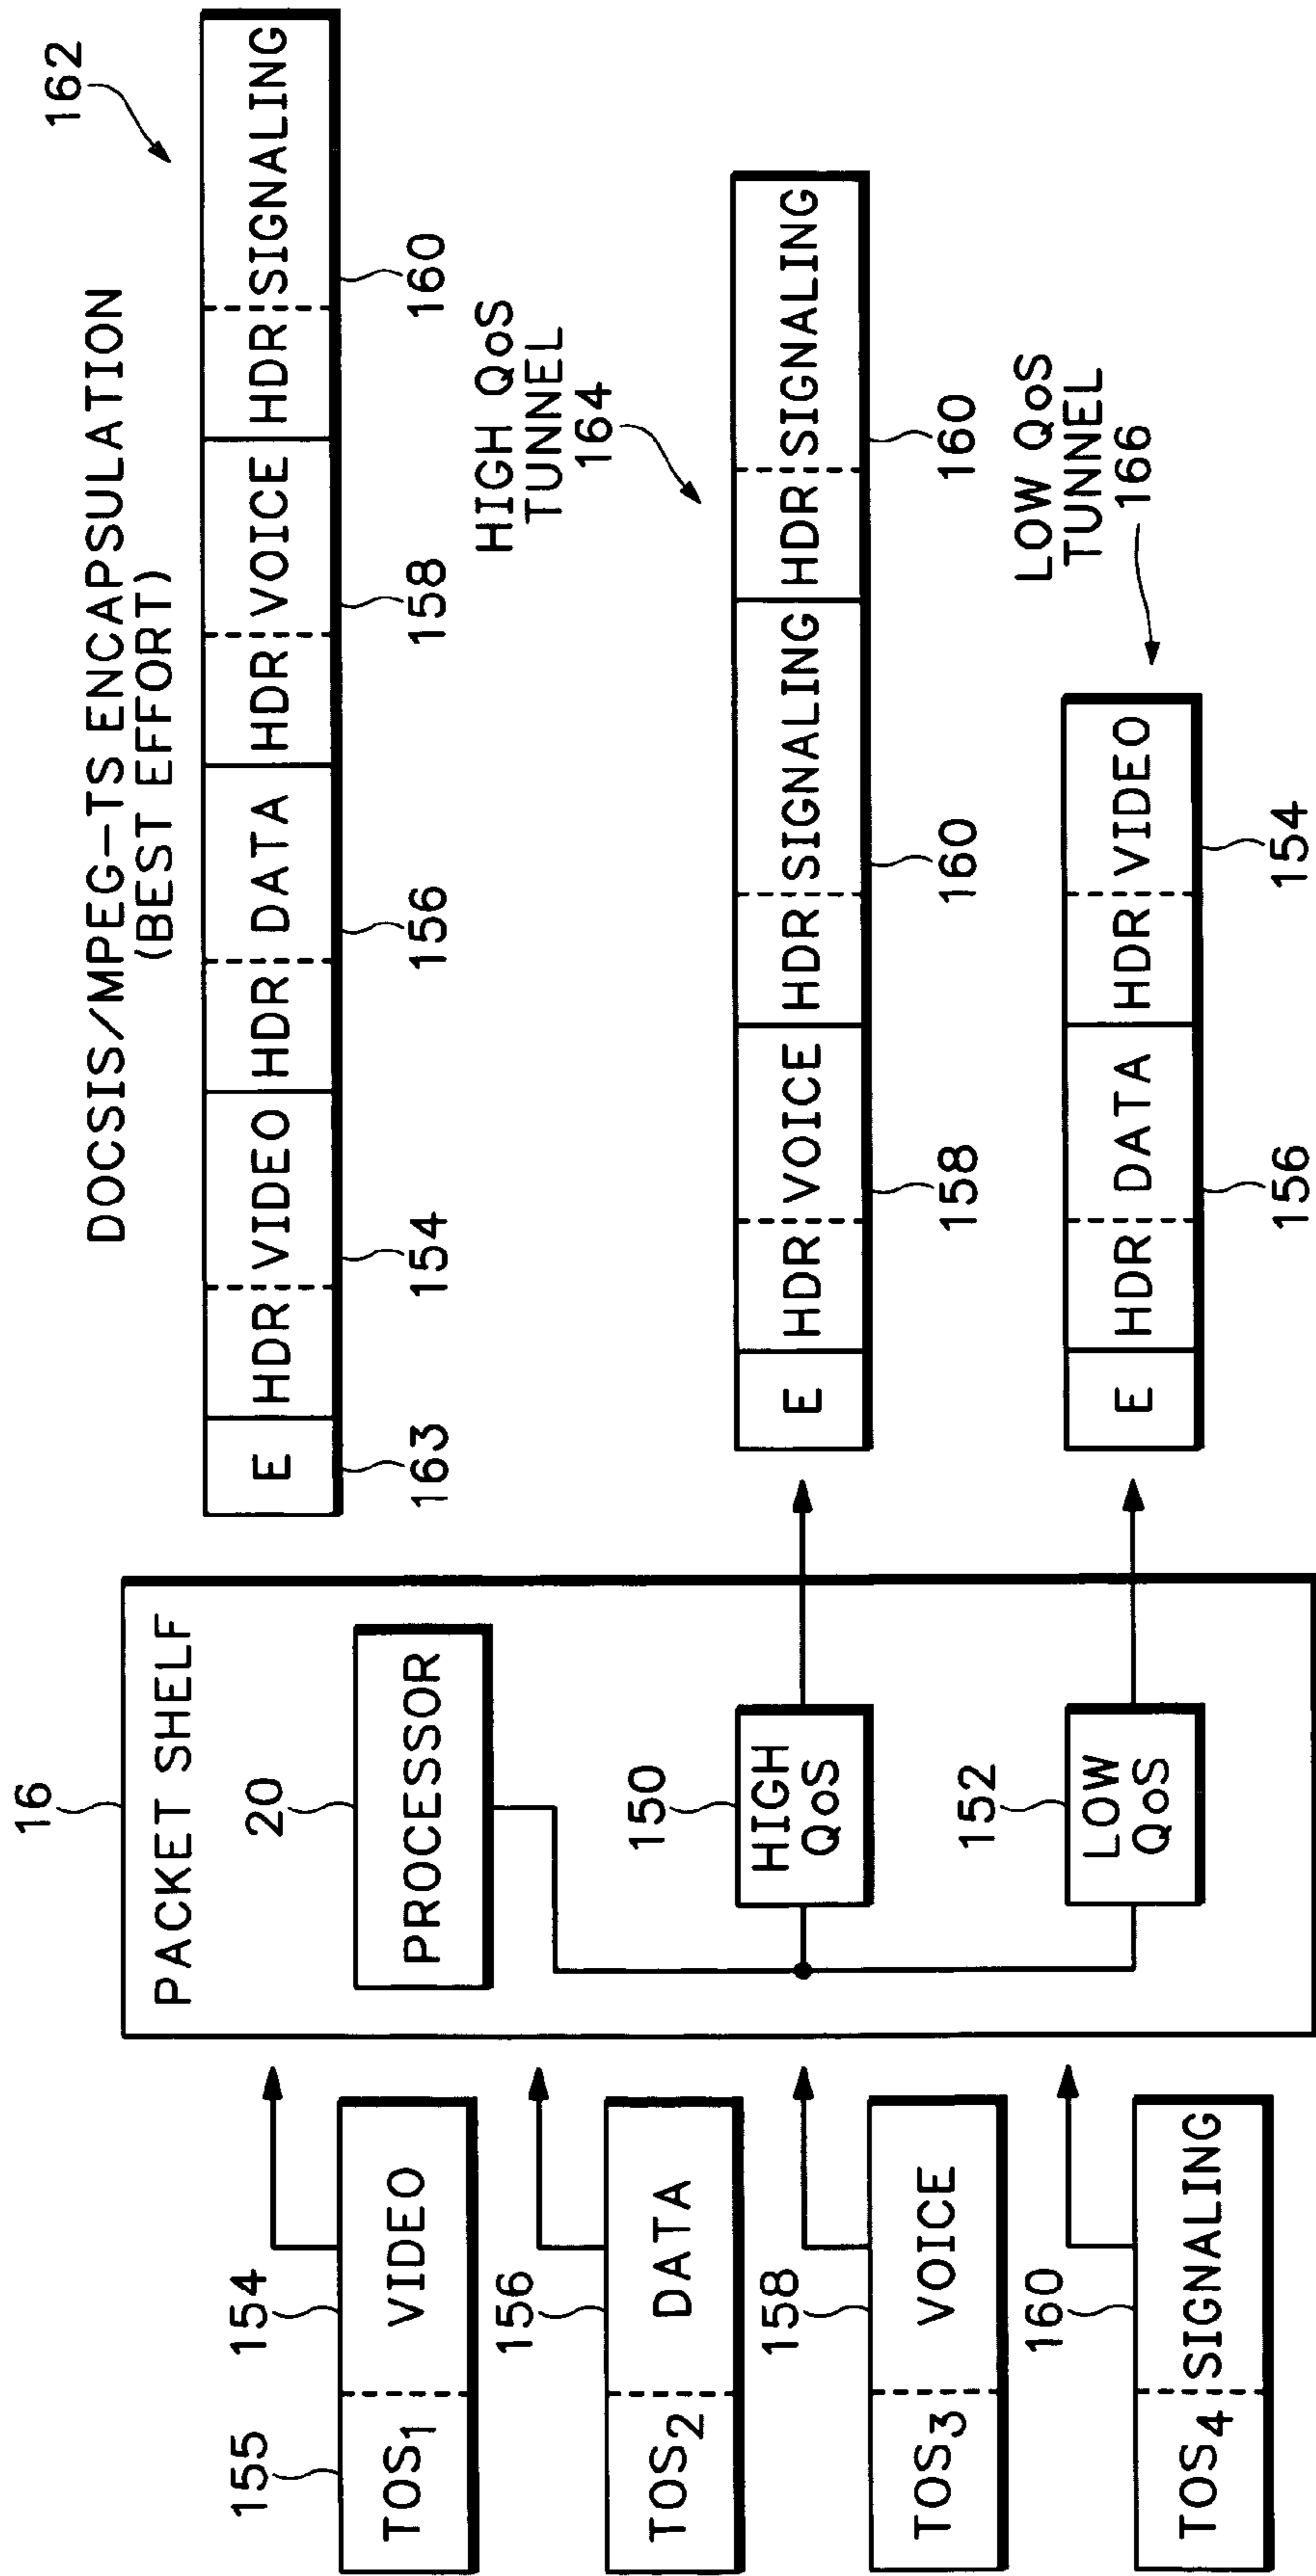 DOCSIS/MPEG-TS ENCAPSULATION
(BEST EFFORT)
162
E HDR VIDEO HDR DATA HDR VOICE HDR SIGNALING
163
154
156
158
160
16
PACKET SHELF
20
PROCESSOR
150
HIGH
QoS
152
LOW
QoS
155
154
TOS1 VIDEO
156
TOS2 DATA
158
TOS3 VOICE
160
TOS4 SIGNALING
HIGH QoS
TUNNEL
164
E HDR VOICE HDR SIGNALING HDR SIGNALING
158
160
160
LOW QoS
TUNNEL
166
E HDR DATA HDR VIDEO
156
154